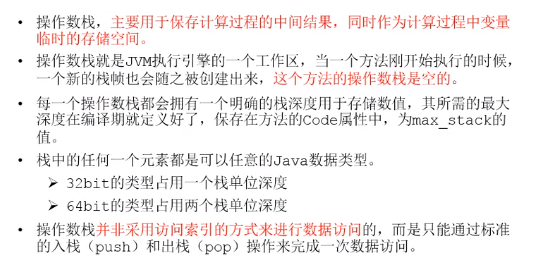 • 操作数栈，主要用于保存计算过程的中间结果，同时作为计算过程中变量
临时的存储空间。
• 操作数栈就是JVM执行引擎的一个工作区，当一个方法刚开始执行的时候，
一个新的栈帧也会随之被创建出来，这个方法的操作数栈是空的。
• 每一个操作数栈都会拥有一个明确的栈深度用于存储数值，其所需的最大
深度在编译期就定义好了，保存在方法的Code属性中，为max_stack的
值。
• 栈中的任何一个元素都是可以任意的Java数据类型。
➢ 32bit的类型占用一个栈单位深度
➢ 64bit的类型占用两个栈单位深度
• 操作数栈并非采用访问索引的方式来进行数据访问的，而是只能通过标准
的入栈（push）和出栈（pop）操作来完成一次数据访问。